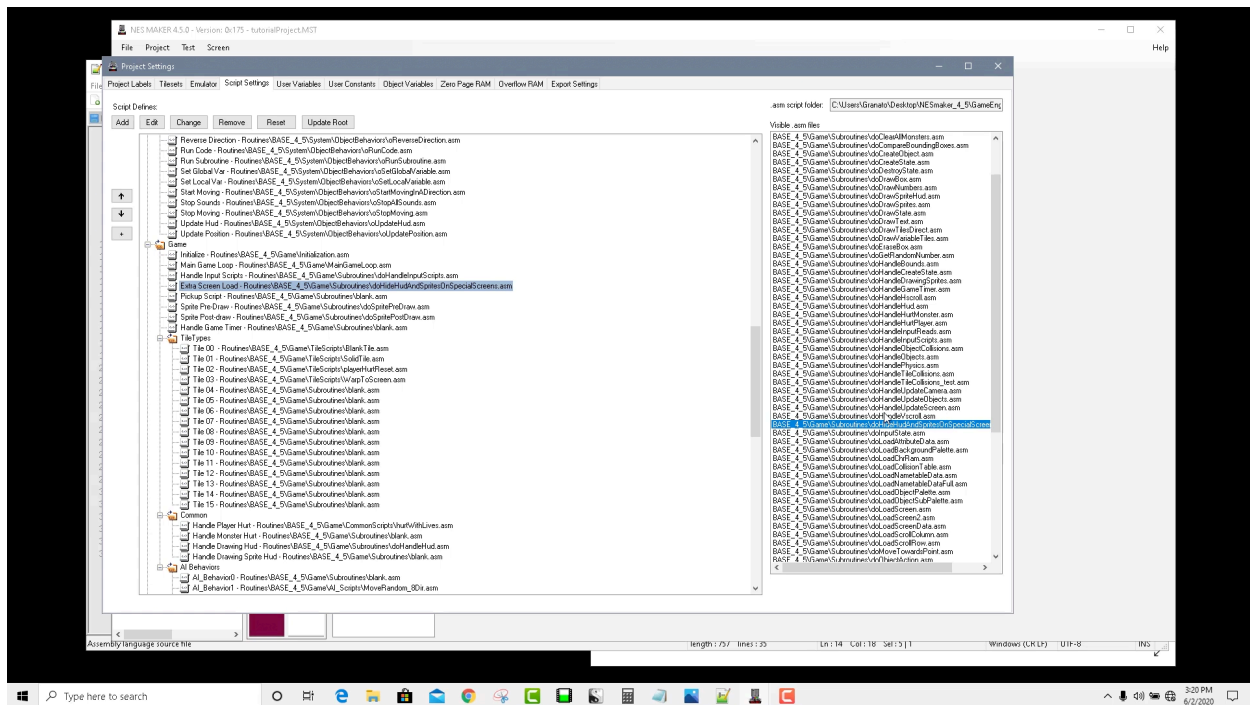 NES MAKER 4.5.0 - Version: 0x175 - tutorialProject.MST
File Project Test Screen Help
Project Settings
Project Labels Tilesets Emulator Script Settings User Variables User Constants Object Variables Zero Page RAM Overflow RAM Export Settings
Script Defines:
Add Edit Change Remove Reset Update Root
Reverse Direction - Routines\BASE_4_5\System\ObjectBehaviors\oReverseDirection.asm
Run Code - Routines\BASE_4_5\System\ObjectBehaviors\oRunCode.asm
Run Subroutine - Routines\BASE_4_5\System\ObjectBehaviors\oRunSubroutine.asm
Set Global Var - Routines\BASE_4_5\System\ObjectBehaviors\oSetGlobalVariable.asm
Set Local Var - Routines\BASE_4_5\System\ObjectBehaviors\oSetLocalVariable.asm
Start Moving - Routines\BASE_4_5\System\ObjectBehaviors\oStartMovingInADirection.asm
Stop Sounds - Routines\BASE_4_5\System\ObjectBehaviors\oStopAllSounds.asm
Stop Moving - Routines\BASE_4_5\System\ObjectBehaviors\oStopMoving.asm
Update Hud - Routines\BASE_4_5\System\ObjectBehaviors\oUpdateHud.asm
Update Position - Routines\BASE_4_5\System\ObjectBehaviors\oUpdatePosition.asm
Game
Initialize - Routines\BASE_4_5\Game\Initialization.asm
Main Game Loop - Routines\BASE_4_5\Game\MainGameLoop.asm
Handle Input Scripts - Routines\BASE_4_5\Game\Subroutines\doHandleInputScripts.asm
Extra Screen Load - Routines\BASE_4_5\Game\Subroutines\doHideHudAndSpritesOnSpecialScreens.asm
Pickup Script - Routines\BASE_4_5\Game\Subroutines\blank.asm
Sprite Pre-Draw - Routines\BASE_4_5\Game\Subroutines\doSpritePreDraw.asm
Sprite Post-draw - Routines\BASE_4_5\Game\Subroutines\doSpritePostDraw.asm
Handle Game Timer - Routines\BASE_4_5\Game\Subroutines\blank.asm
TileTypes
Tile 00 - Routines\BASE_4_5\Game\TileScripts\BlankTile.asm
Tile 01 - Routines\BASE_4_5\Game\TileScripts\SolidTile.asm
Tile 02 - Routines\BASE_4_5\Game\TileScripts\playerHurtReset.asm
Tile 03 - Routines\BASE_4_5\Game\TileScripts\WarpToScreen.asm
Tile 04 - Routines\BASE_4_5\Game\Subroutines\blank.asm
Tile 05 - Routines\BASE_4_5\Game\Subroutines\blank.asm
Tile 06 - Routines\BASE_4_5\Game\Subroutines\blank.asm
Tile 07 - Routines\BASE_4_5\Game\Subroutines\blank.asm
Tile 08 - Routines\BASE_4_5\Game\Subroutines\blank.asm
Tile 09 - Routines\BASE_4_5\Game\Subroutines\blank.asm
Tile 10 - Routines\BASE_4_5\Game\Subroutines\blank.asm
Tile 11 - Routines\BASE_4_5\Game\Subroutines\blank.asm
Tile 12 - Routines\BASE_4_5\Game\Subroutines\blank.asm
Tile 13 - Routines\BASE_4_5\Game\Subroutines\blank.asm
Tile 14 - Routines\BASE_4_5\Game\Subroutines\blank.asm
Tile 15 - Routines\BASE_4_5\Game\Subroutines\blank.asm
Common
Handle Player Hurt - Routines\BASE_4_5\Game\CommonScripts\hurtWithLives.asm
Handle Monster Hurt - Routines\BASE_4_5\Game\Subroutines\blank.asm
Handle Drawing Hud - Routines\BASE_4_5\Game\Subroutines\doHandleHud.asm
Handle Drawing Sprite Hud - Routines\BASE_4_5\Game\Subroutines\blank.asm
AI Behaviors
AI_Behavior0 - Routines\BASE_4_5\Game\Subroutines\blank.asm
AI_Behavior1 - Routines\BASE_4_5\Game\AI_Scripts\MoveRandom_8Dir.asm
.asm script folder: C:\Users\Granato\Desktop\NESmaker_4_5\GameEng
Visible .asm files
BASE_4_5\Game\Subroutines\doClearAllMonsters.asm
BASE_4_5\Game\Subroutines\doCompareBoundingBoxes.asm
BASE_4_5\Game\Subroutines\doCreateObject.asm
BASE_4_5\Game\Subroutines\doCreateState.asm
BASE_4_5\Game\Subroutines\doDestroyState.asm
BASE_4_5\Game\Subroutines\doDrawBox.asm
BASE_4_5\Game\Subroutines\doDrawNumbers.asm
BASE_4_5\Game\Subroutines\doDrawSpriteHud.asm
BASE_4_5\Game\Subroutines\doDrawSprites.asm
BASE_4_5\Game\Subroutines\doDrawState.asm
BASE_4_5\Game\Subroutines\doDrawText.asm
BASE_4_5\Game\Subroutines\doDrawTilesDirect.asm
BASE_4_5\Game\Subroutines\doDrawVariableTiles.asm
BASE_4_5\Game\Subroutines\doEraseBox.asm
BASE_4_5\Game\Subroutines\doGetRandomNumber.asm
BASE_4_5\Game\Subroutines\doHandleBounds.asm
BASE_4_5\Game\Subroutines\doHandleCreateState.asm
BASE_4_5\Game\Subroutines\doHandleDrawingSprites.asm
BASE_4_5\Game\Subroutines\doHandleGameTimer.asm
BASE_4_5\Game\Subroutines\doHandleHscroll.asm
BASE_4_5\Game\Subroutines\doHandleHud.asm
BASE_4_5\Game\Subroutines\doHandleHurtMonster.asm
BASE_4_5\Game\Subroutines\doHandleHurtPlayer.asm
BASE_4_5\Game\Subroutines\doHandleInputReads.asm
BASE_4_5\Game\Subroutines\doHandleInputScripts.asm
BASE_4_5\Game\Subroutines\doHandleObjectCollisions.asm
BASE_4_5\Game\Subroutines\doHandleObjects.asm
BASE_4_5\Game\Subroutines\doHandlePhysics.asm
BASE_4_5\Game\Subroutines\doHandleTileCollisions.asm
BASE_4_5\Game\Subroutines\doHandleTileCollisions_test.asm
BASE_4_5\Game\Subroutines\doHandleUpdateCamera.asm
BASE_4_5\Game\Subroutines\doHandleUpdateObjects.asm
BASE_4_5\Game\Subroutines\doHandleUpdateScreen.asm
BASE_4_5\Game\Subroutines\doHandleVscroll.asm
BASE_4_5\Game\Subroutines\doHideHudAndSpritesOnSpecialScreen
BASE_4_5\Game\Subroutines\doInputState.asm
BASE_4_5\Game\Subroutines\doLoadAttributeData.asm
BASE_4_5\Game\Subroutines\doLoadBackgroundPalette.asm
BASE_4_5\Game\Subroutines\doLoadChrRam.asm
BASE_4_5\Game\Subroutines\doLoadCollisionTable.asm
BASE_4_5\Game\Subroutines\doLoadNametableData.asm
BASE_4_5\Game\Subroutines\doLoadNametableDataFull.asm
BASE_4_5\Game\Subroutines\doLoadObjectPalette.asm
BASE_4_5\Game\Subroutines\doLoadObjectSubPalette.asm
BASE_4_5\Game\Subroutines\doLoadScreen.asm
BASE_4_5\Game\Subroutines\doLoadScreen2.asm
BASE_4_5\Game\Subroutines\doLoadScreenData.asm
BASE_4_5\Game\Subroutines\doLoadScrollColumn.asm
BASE_4_5\Game\Subroutines\doLoadScrollRow.asm
BASE_4_5\Game\Subroutines\doMoveTowardsPoint.asm
BASE_4_5\Game\Subroutines\doObjectAction.asm
Assembly language source file length : 757 lines : 35 Ln : 14 Col : 18 Sel : 5 | 1 Windows (CR LF) UTF-8 INS
Type here to search
3:20 PM
6/2/2020